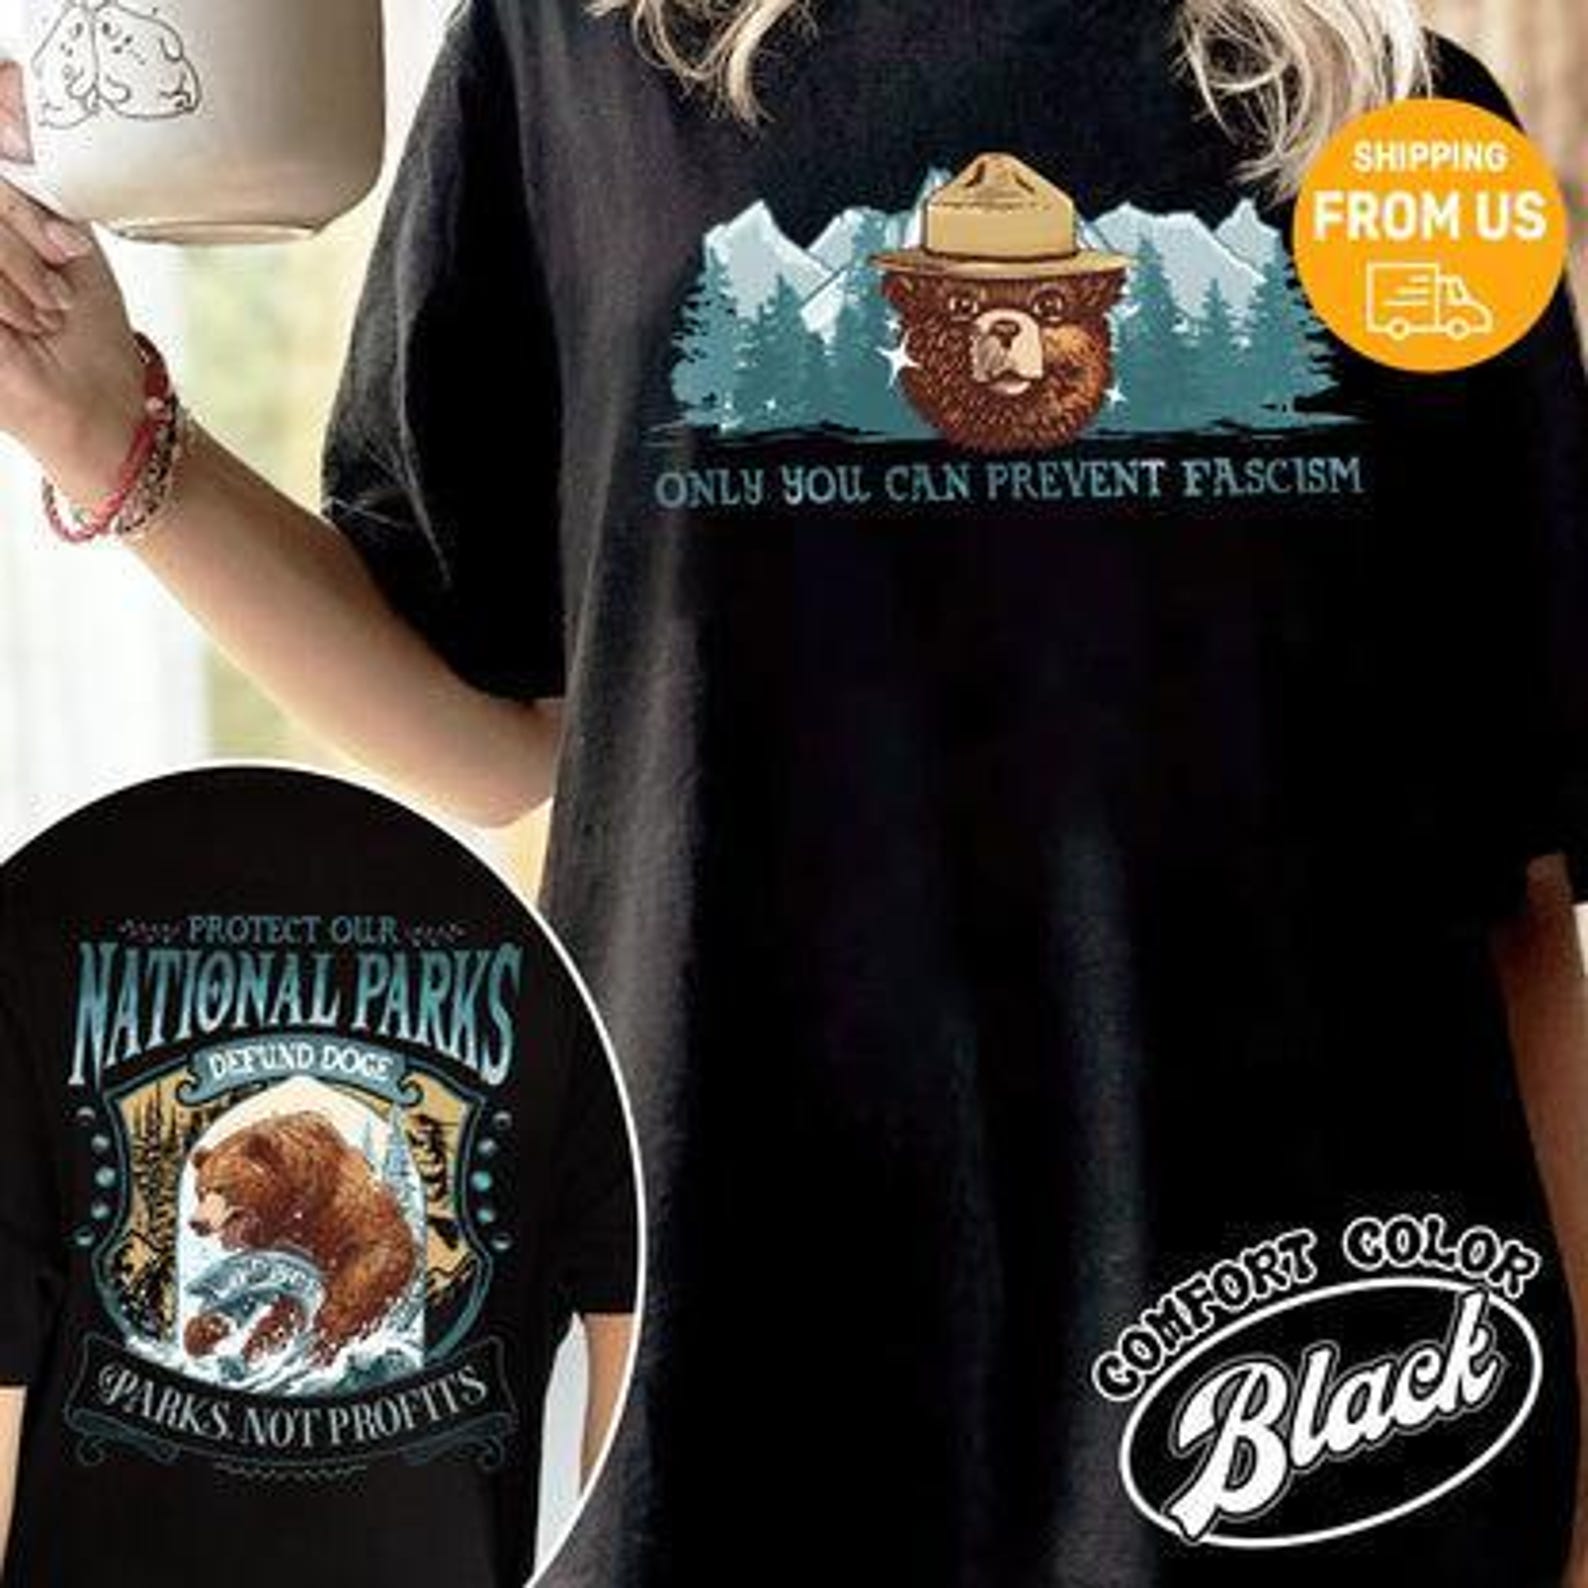 SHIPPING
FROM US
ONLY YOU CAN PREVENT FASCISM
PROTECT OUR
NATIONAL PARKS
DEFUND DOGE
PARKS, NOT PROFITS
COMFORT COLOR
Black